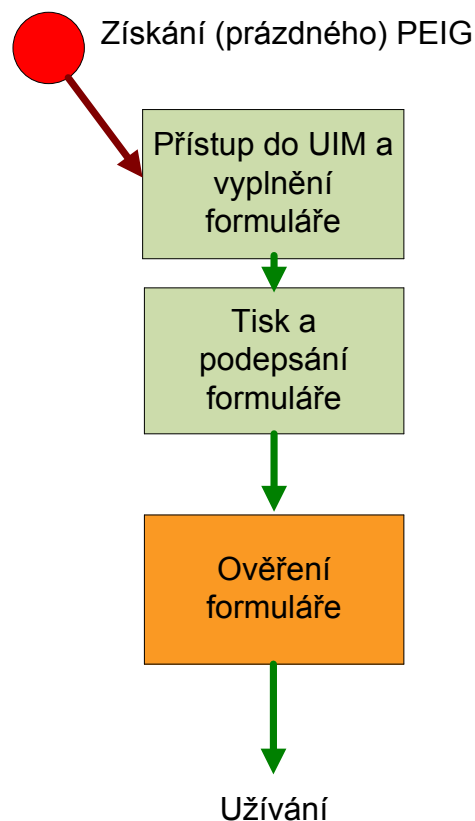 Získání (prázdného) PEIG
Přístup do UIM a
vyplnění
formuláře
Tisk a
podepsání
formuláře
Ověření
formuláře
Užívání